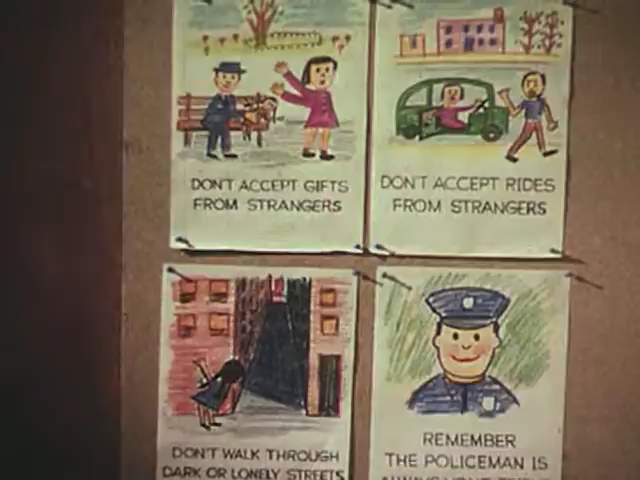 DON'T ACCEPT GIFTS
FROM STRANGERS
DON'T ACCEPT RIDES
FROM STRANGERS
DON'T WALK THROUGH
DARK OR LONELY STREETS
REMEMBER
THE POLICEMAN IS